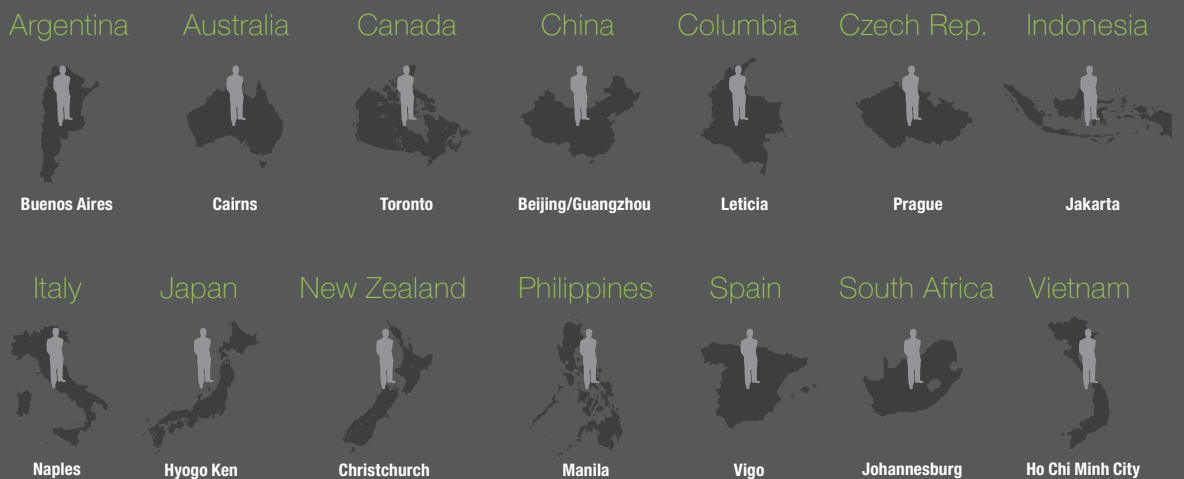 Argentina Australia Canada China Columbia Czech Rep. Indonesia
Buenos Aires Cairns Toronto Beijing/Guangzhou Leticia Prague Jakarta
Italy Japan New Zealand Philippines Spain South Africa Vietnam
Naples Hyogo Ken Christchurch Manila Vigo Johannesburg Ho Chi Minh City